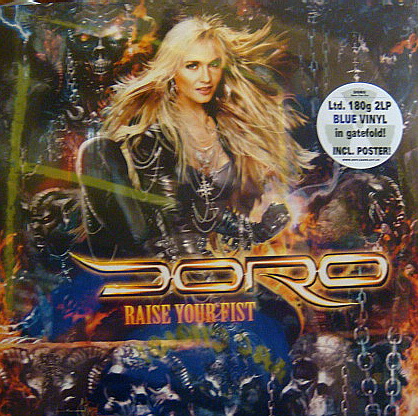 Ltd. 180g 2LP
BLUE VINYL
in gatefold!
INCL. POSTER!
DORO
RAISE YOUR FIST